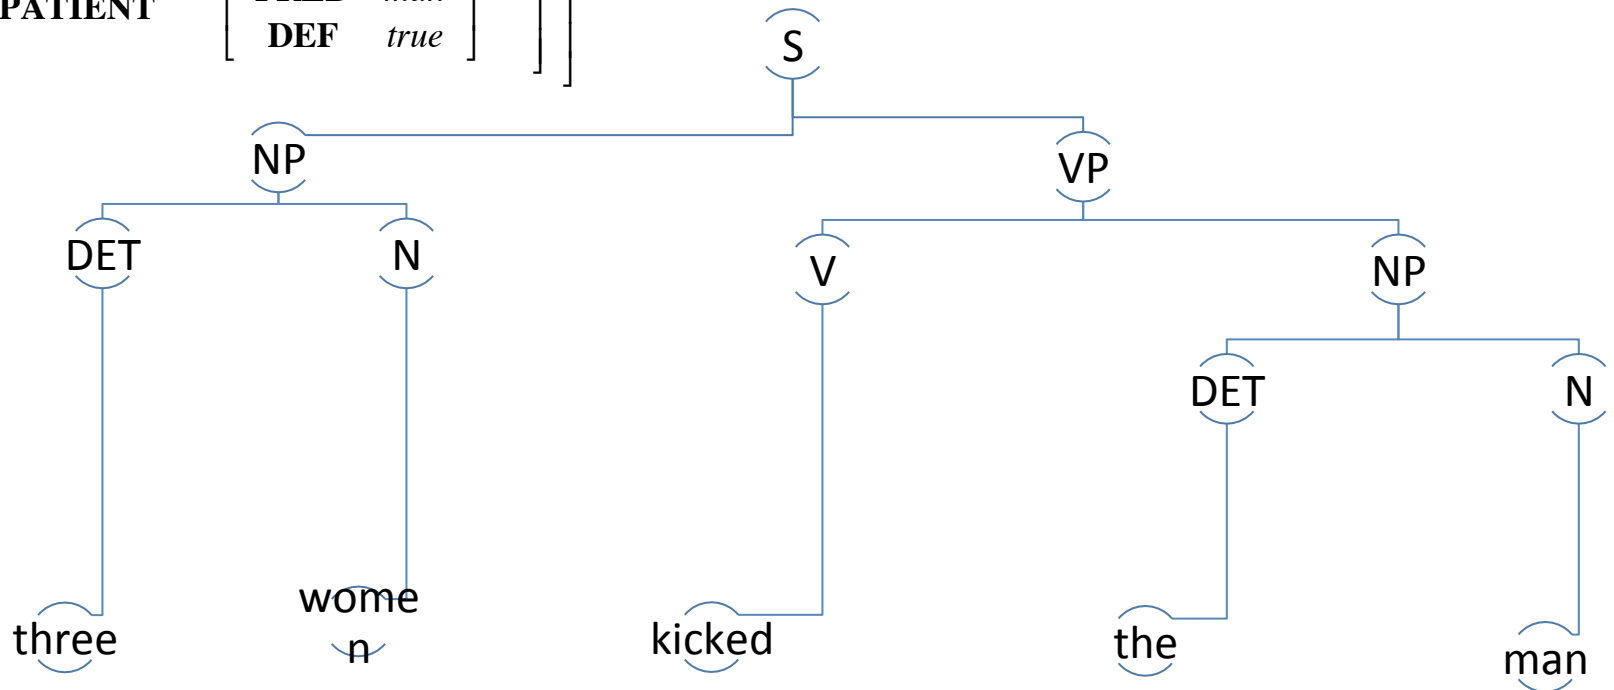 PATIENT
DEF true
S
NP
VP
DET N
V
NP
DET
N
three
wome
n
kicked
the
man